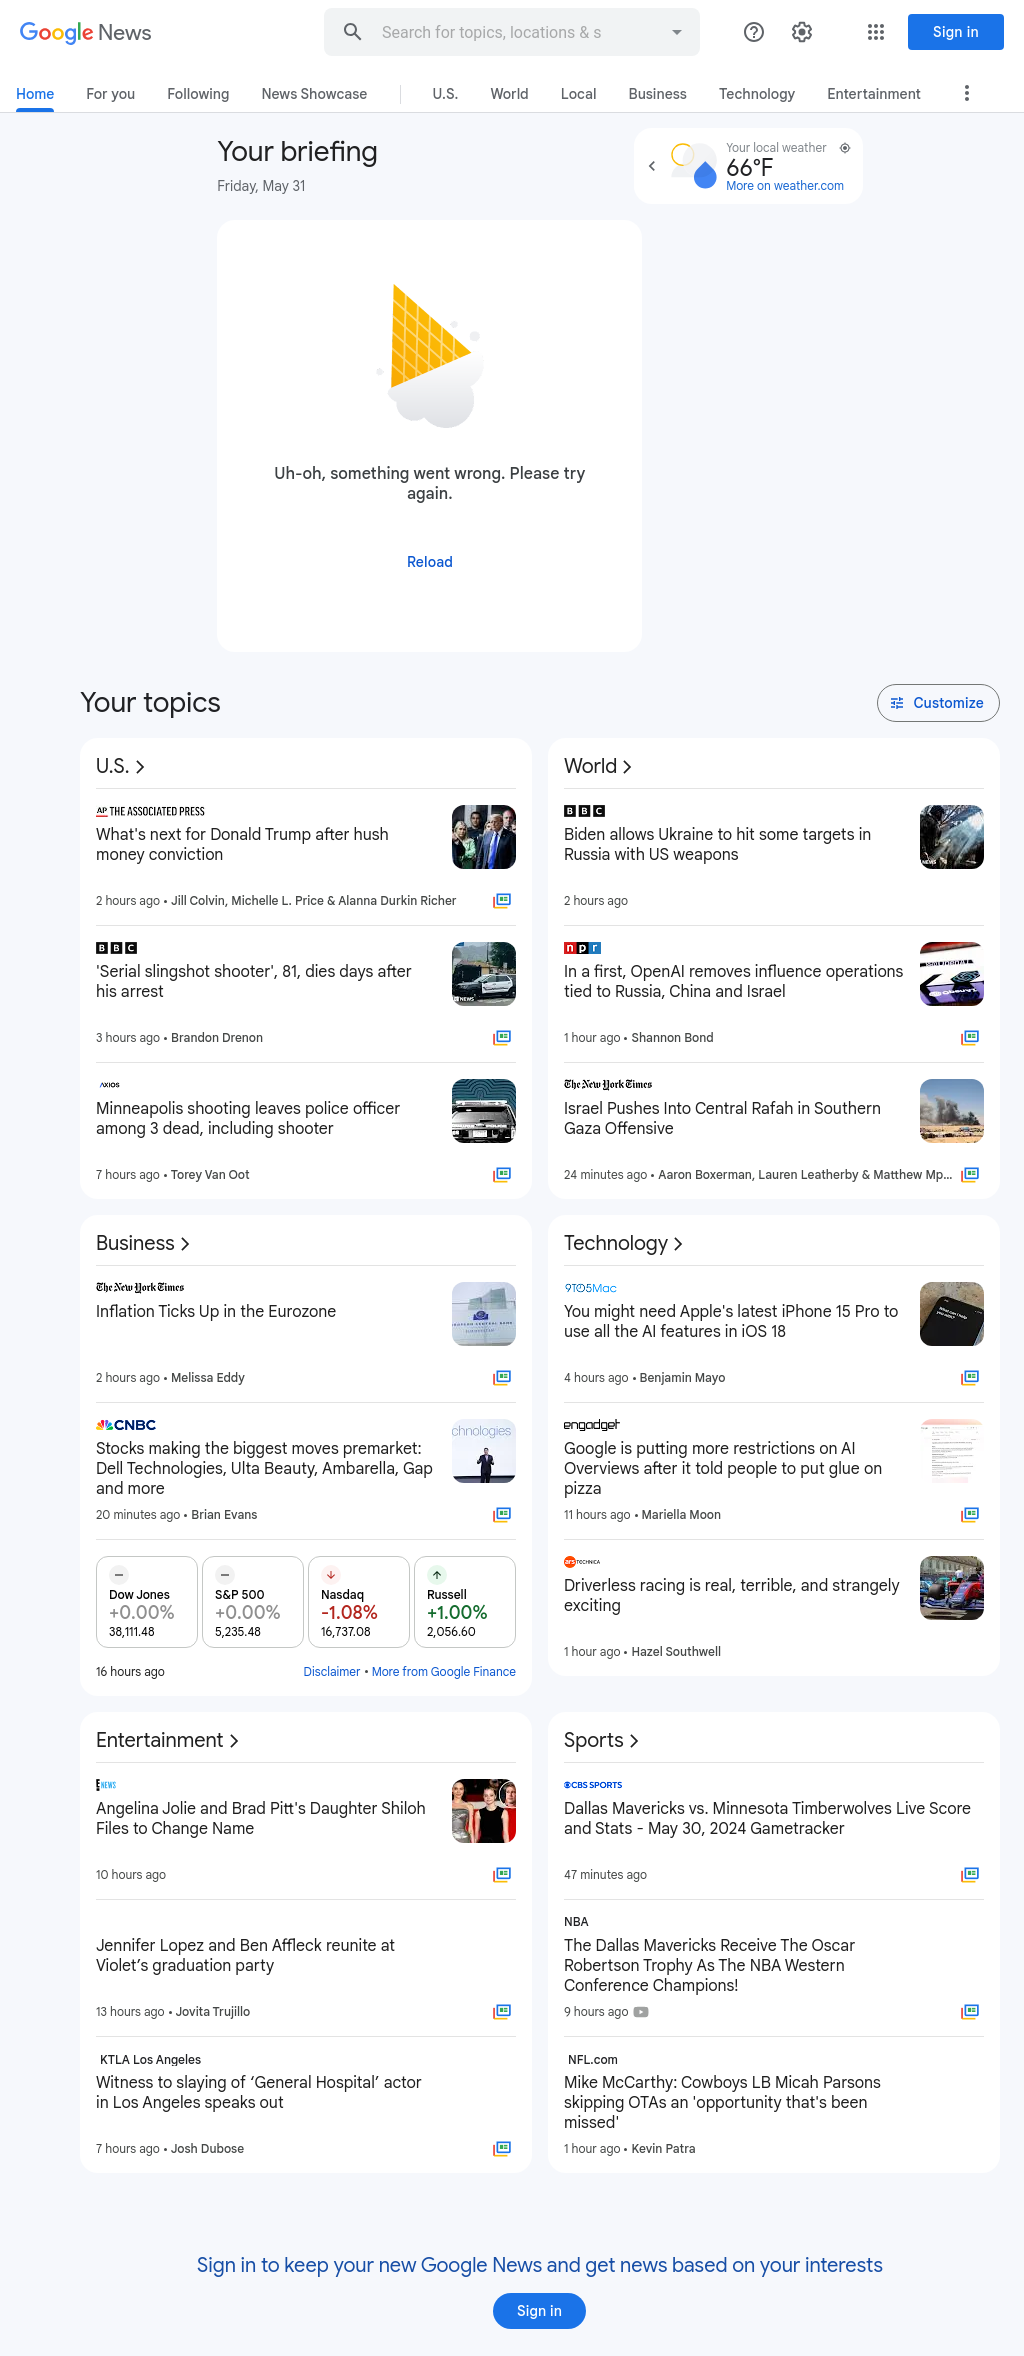 Google News
Search for topics, locations & s
Sign in
Home
For you
Following
News Showcase
U.S.
World
Local
Business
Technology
Entertainment
Your briefing
Friday, May 31
Your local weather
66°F
More on weather.com
Uh-oh, something went wrong. Please try
again.
Reload
Your topics
Customize
U.S.
AP THE ASSOCIATED PRESS
What's next for Donald Trump after hush
money conviction
2 hours ago • Jill Colvin, Michelle L. Price & Alanna Durkin Richer
BBC
'Serial slingshot shooter', 81, dies days after
his arrest
3 hours ago • Brandon Drenon
AXIOS
Minneapolis shooting leaves police officer
among 3 dead, including shooter
7 hours ago • Torey Van Oot
World
BBC
Biden allows Ukraine to hit some targets in
Russia with US weapons
2 hours ago
npr
In a first, OpenAI removes influence operations
tied to Russia, China and Israel
1 hour ago • Shannon Bond
The New York Times
Israel Pushes Into Central Rafah in Southern
Gaza Offensive
24 minutes ago • Aaron Boxerman, Lauren Leatherby & Matthew Mp...
Business
The New York Times
Inflation Ticks Up in the Eurozone
2 hours ago • Melissa Eddy
CNBC
Stocks making the biggest moves premarket:
Dell Technologies, Ulta Beauty, Ambarella, Gap
and more
20 minutes ago • Brian Evans
Dow Jones
+0.00%
38,111.48
S&P 500
+0.00%
5,235.48
Nasdaq
-1.08%
16,737.08
Russell
+1.00%
2,056.60
16 hours ago
Disclaimer • More from Google Finance
Technology
9TO5Mac
You might need Apple's latest iPhone 15 Pro to
use all the AI features in iOS 18
4 hours ago • Benjamin Mayo
engadget
Google is putting more restrictions on AI
Overviews after it told people to put glue on
pizza
11 hours ago • Mariella Moon
ars TECHNICA
Driverless racing is real, terrible, and strangely
exciting
1 hour ago • Hazel Southwell
Entertainment
E NEWS
Angelina Jolie and Brad Pitt's Daughter Shiloh
Files to Change Name
10 hours ago
Jennifer Lopez and Ben Affleck reunite at
Violet’s graduation party
13 hours ago • Jovita Trujillo
KTLA Los Angeles
Witness to slaying of ‘General Hospital’ actor
in Los Angeles speaks out
7 hours ago • Josh Dubose
Sports
CBS SPORTS
Dallas Mavericks vs. Minnesota Timberwolves Live Score
and Stats - May 30, 2024 Gametracker
47 minutes ago
NBA
The Dallas Mavericks Receive The Oscar
Robertson Trophy As The NBA Western
Conference Champions!
9 hours ago
NFL.com
Mike McCarthy: Cowboys LB Micah Parsons
skipping OTAs an 'opportunity that's been
missed'
1 hour ago • Kevin Patra
Sign in to keep your new Google News and get news based on your interests
Sign in